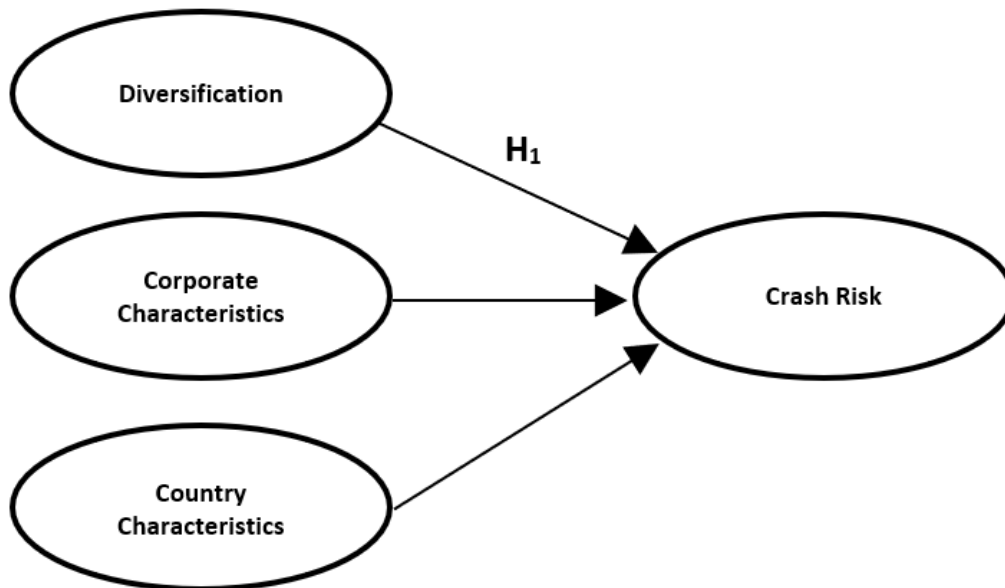 Diversification
H₁
Corporate
Characteristics
Crash Risk
Country
Characteristics